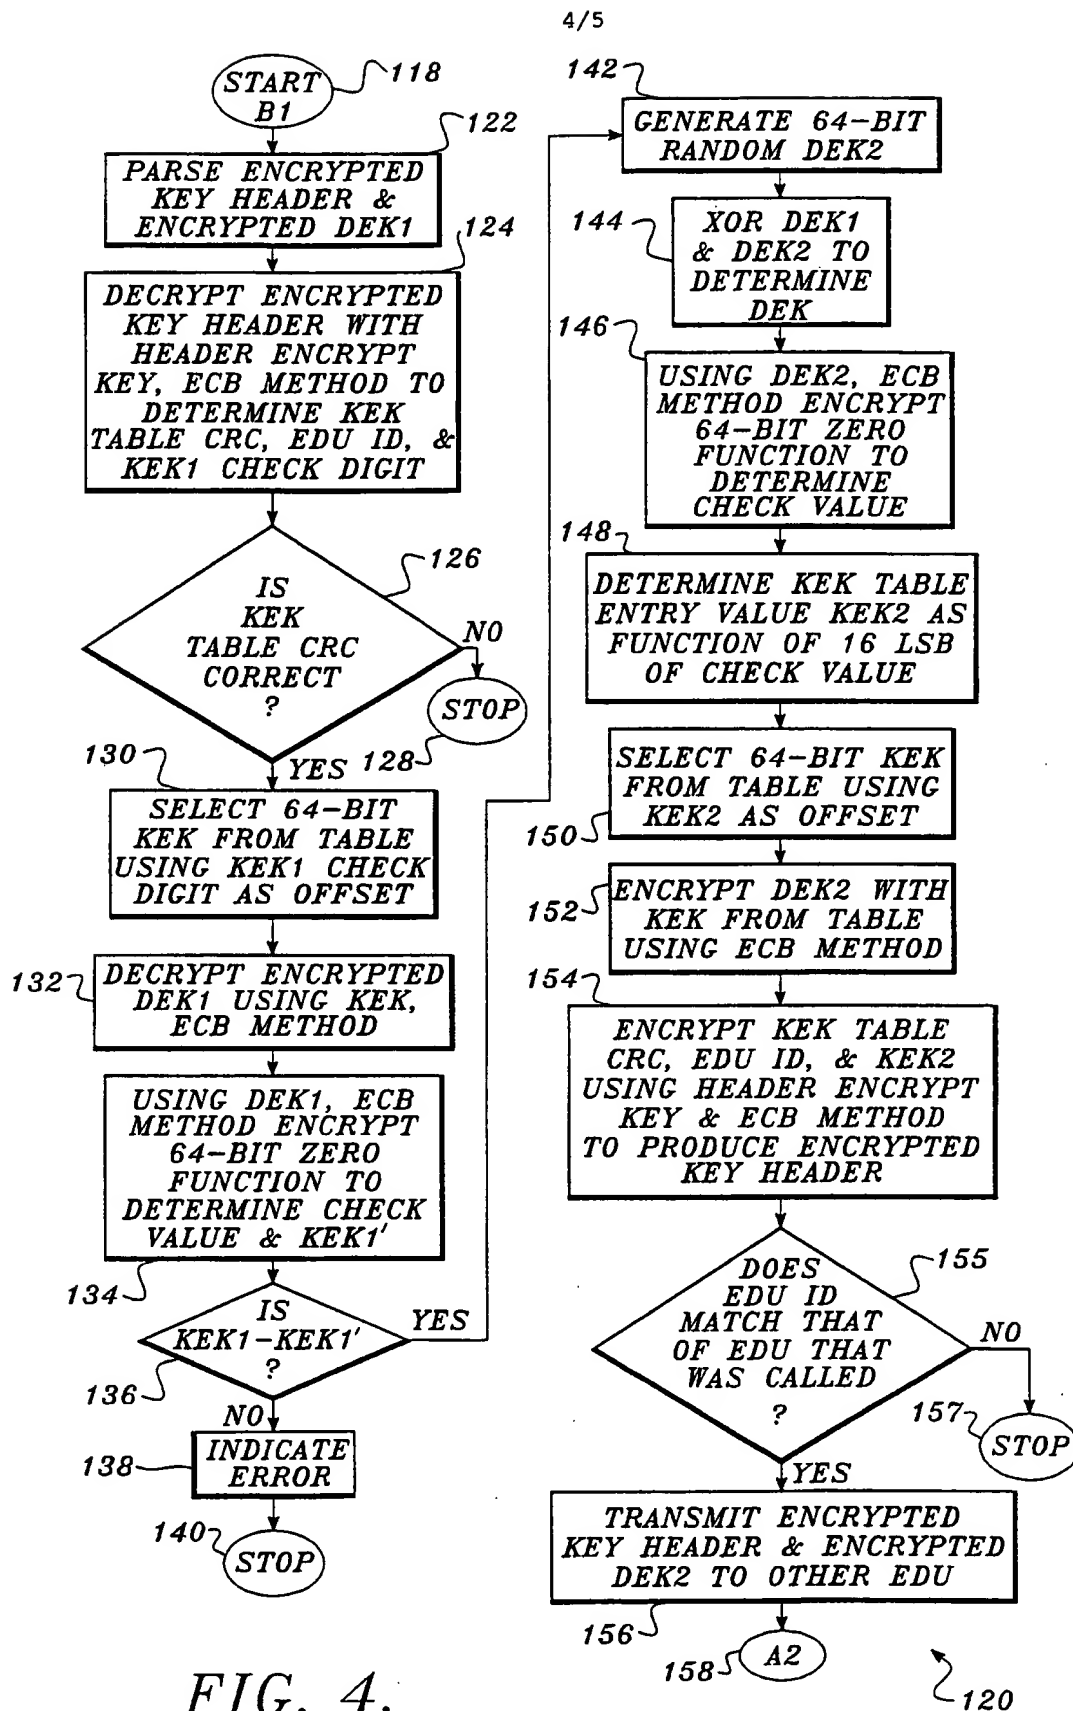 4/5
START
B1
118
122
PARSE ENCRYPTED
KEY HEADER &
ENCRYPTED DEK1
124
DECRYPT ENCRYPTED
KEY HEADER WITH
HEADER ENCRYPT
KEY, ECB METHOD TO
DETERMINE KEK
TABLE CRC, EDU ID, &
KEK1 CHECK DIGIT
126
IS
KEK
TABLE CRC
CORRECT
?
NO
STOP
128
YES
130
SELECT 64-BIT
KEK FROM TABLE
USING KEK1 CHECK
DIGIT AS OFFSET
132
DECRYPT ENCRYPTED
DEK1 USING KEK,
ECB METHOD
USING DEK1, ECB
METHOD ENCRYPT
64-BIT ZERO
FUNCTION TO
DETERMINE CHECK
VALUE & KEK1'
134
IS
KEK1-KEK1'
?
YES
136
NO
138
INDICATE
ERROR
140
STOP
142
GENERATE 64-BIT
RANDOM DEK2
144
XOR DEK1
& DEK2 TO
DETERMINE
DEK
146
USING DEK2, ECB
METHOD ENCRYPT
64-BIT ZERO
FUNCTION TO
DETERMINE
CHECK VALUE
148
DETERMINE KEK TABLE
ENTRY VALUE KEK2 AS
FUNCTION OF 16 LSB
OF CHECK VALUE
SELECT 64-BIT KEK
FROM TABLE USING
KEK2 AS OFFSET
150
152
ENCRYPT DEK2 WITH
KEK FROM TABLE
USING ECB METHOD
154
ENCRYPT KEK TABLE
CRC, EDU ID, & KEK2
USING HEADER ENCRYPT
KEY & ECB METHOD
TO PRODUCE ENCRYPTED
KEY HEADER
155
DOES
EDU ID
MATCH THAT
OF EDU THAT
WAS CALLED
?
NO
157
STOP
YES
TRANSMIT ENCRYPTED
KEY HEADER & ENCRYPTED
DEK2 TO OTHER EDU
156
A2
158
120
FIG. 4.